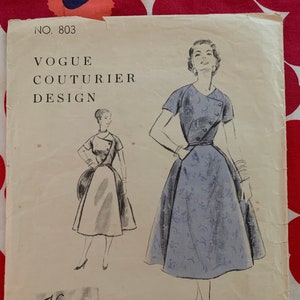 NO. 803
VOGUE
COUTURIER
DESIGN